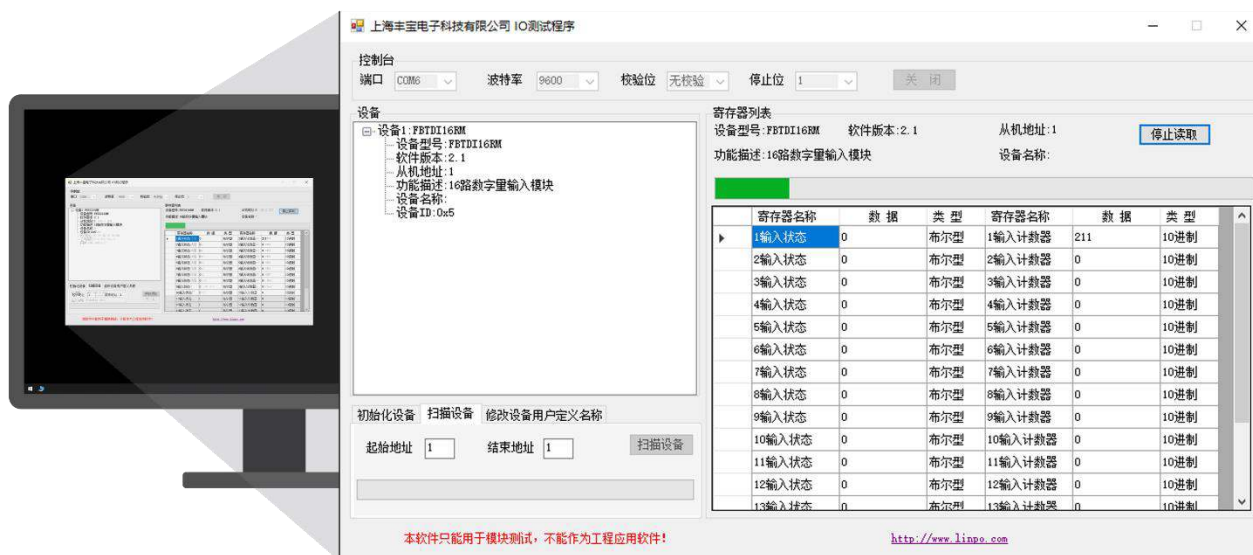 上海丰宝电子科技有限公司 IO测试程序
控制台
端口 COM6 波特率 9600 校验位 无校验 停止位 1 关 闭
设备
设备1:FBTDI16RM
设备型号:FBTDI16RM
软件版本:2.1
从机地址:1
功能描述:16路数字量输入模块
设备名称:
设备ID:0x5
初始化设备 扫描设备 修改设备用户定义名称
起始地址 1 结束地址 1 扫描设备
寄存器列表
设备型号:FBTDI16RM 软件版本:2.1 从机地址:1 停止读取
功能描述:16路数字量输入模块 设备名称:
寄存器名称 数 据 类 型 寄存器名称 数 据 类 型
1输入状态 0 布尔型 1输入计数器 211 10进制
2输入状态 0 布尔型 2输入计数器 0 10进制
3输入状态 0 布尔型 3输入计数器 0 10进制
4输入状态 0 布尔型 4输入计数器 0 10进制
5输入状态 0 布尔型 5输入计数器 0 10进制
6输入状态 0 布尔型 6输入计数器 0 10进制
7输入状态 0 布尔型 7输入计数器 0 10进制
8输入状态 0 布尔型 8输入计数器 0 10进制
9输入状态 0 布尔型 9输入计数器 0 10进制
10输入状态 0 布尔型 10输入计数器 0 10进制
11输入状态 0 布尔型 11输入计数器 0 10进制
12输入状态 0 布尔型 12输入计数器 0 10进制
13输入状态 0 布尔型 13输入计数器 0 10进制
本软件只能用于模块测试，不能作为工程应用软件！ http://www.linpo.com